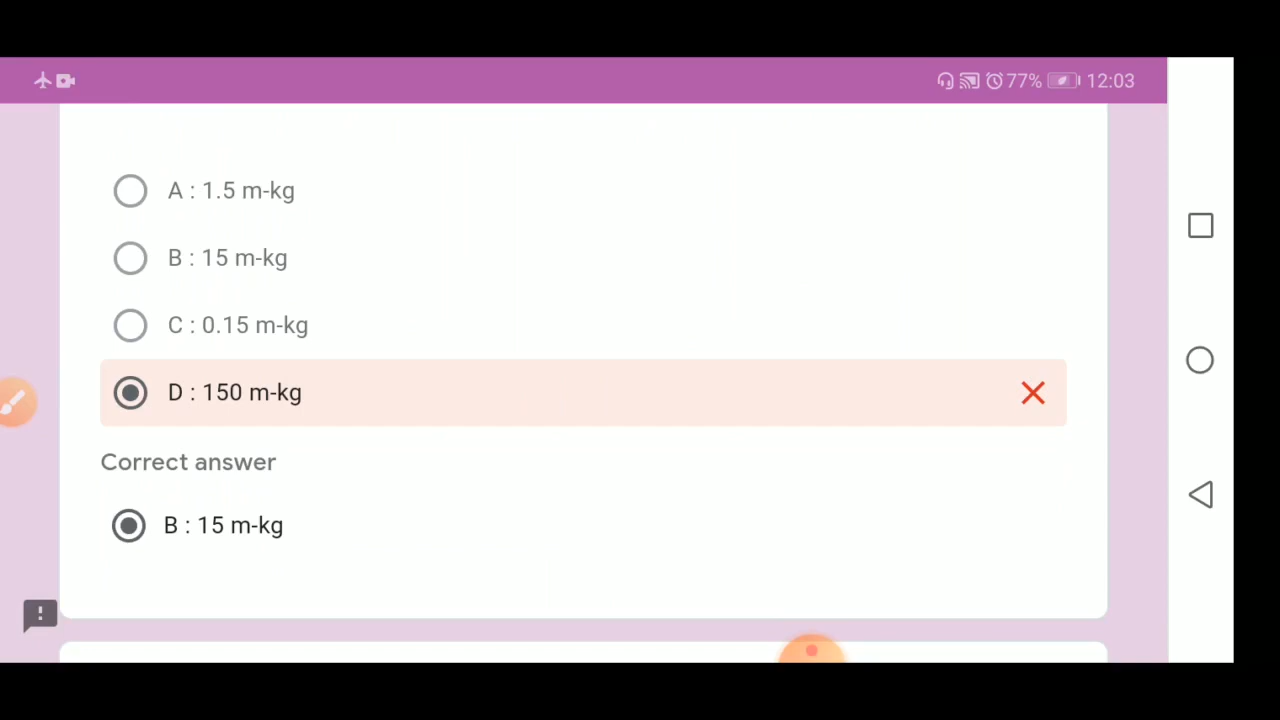 77% 12:03
A : 1.5 m-kg
B : 15 m-kg
C : 0.15 m-kg
D : 150 m-kg
Correct answer
B : 15 m-kg